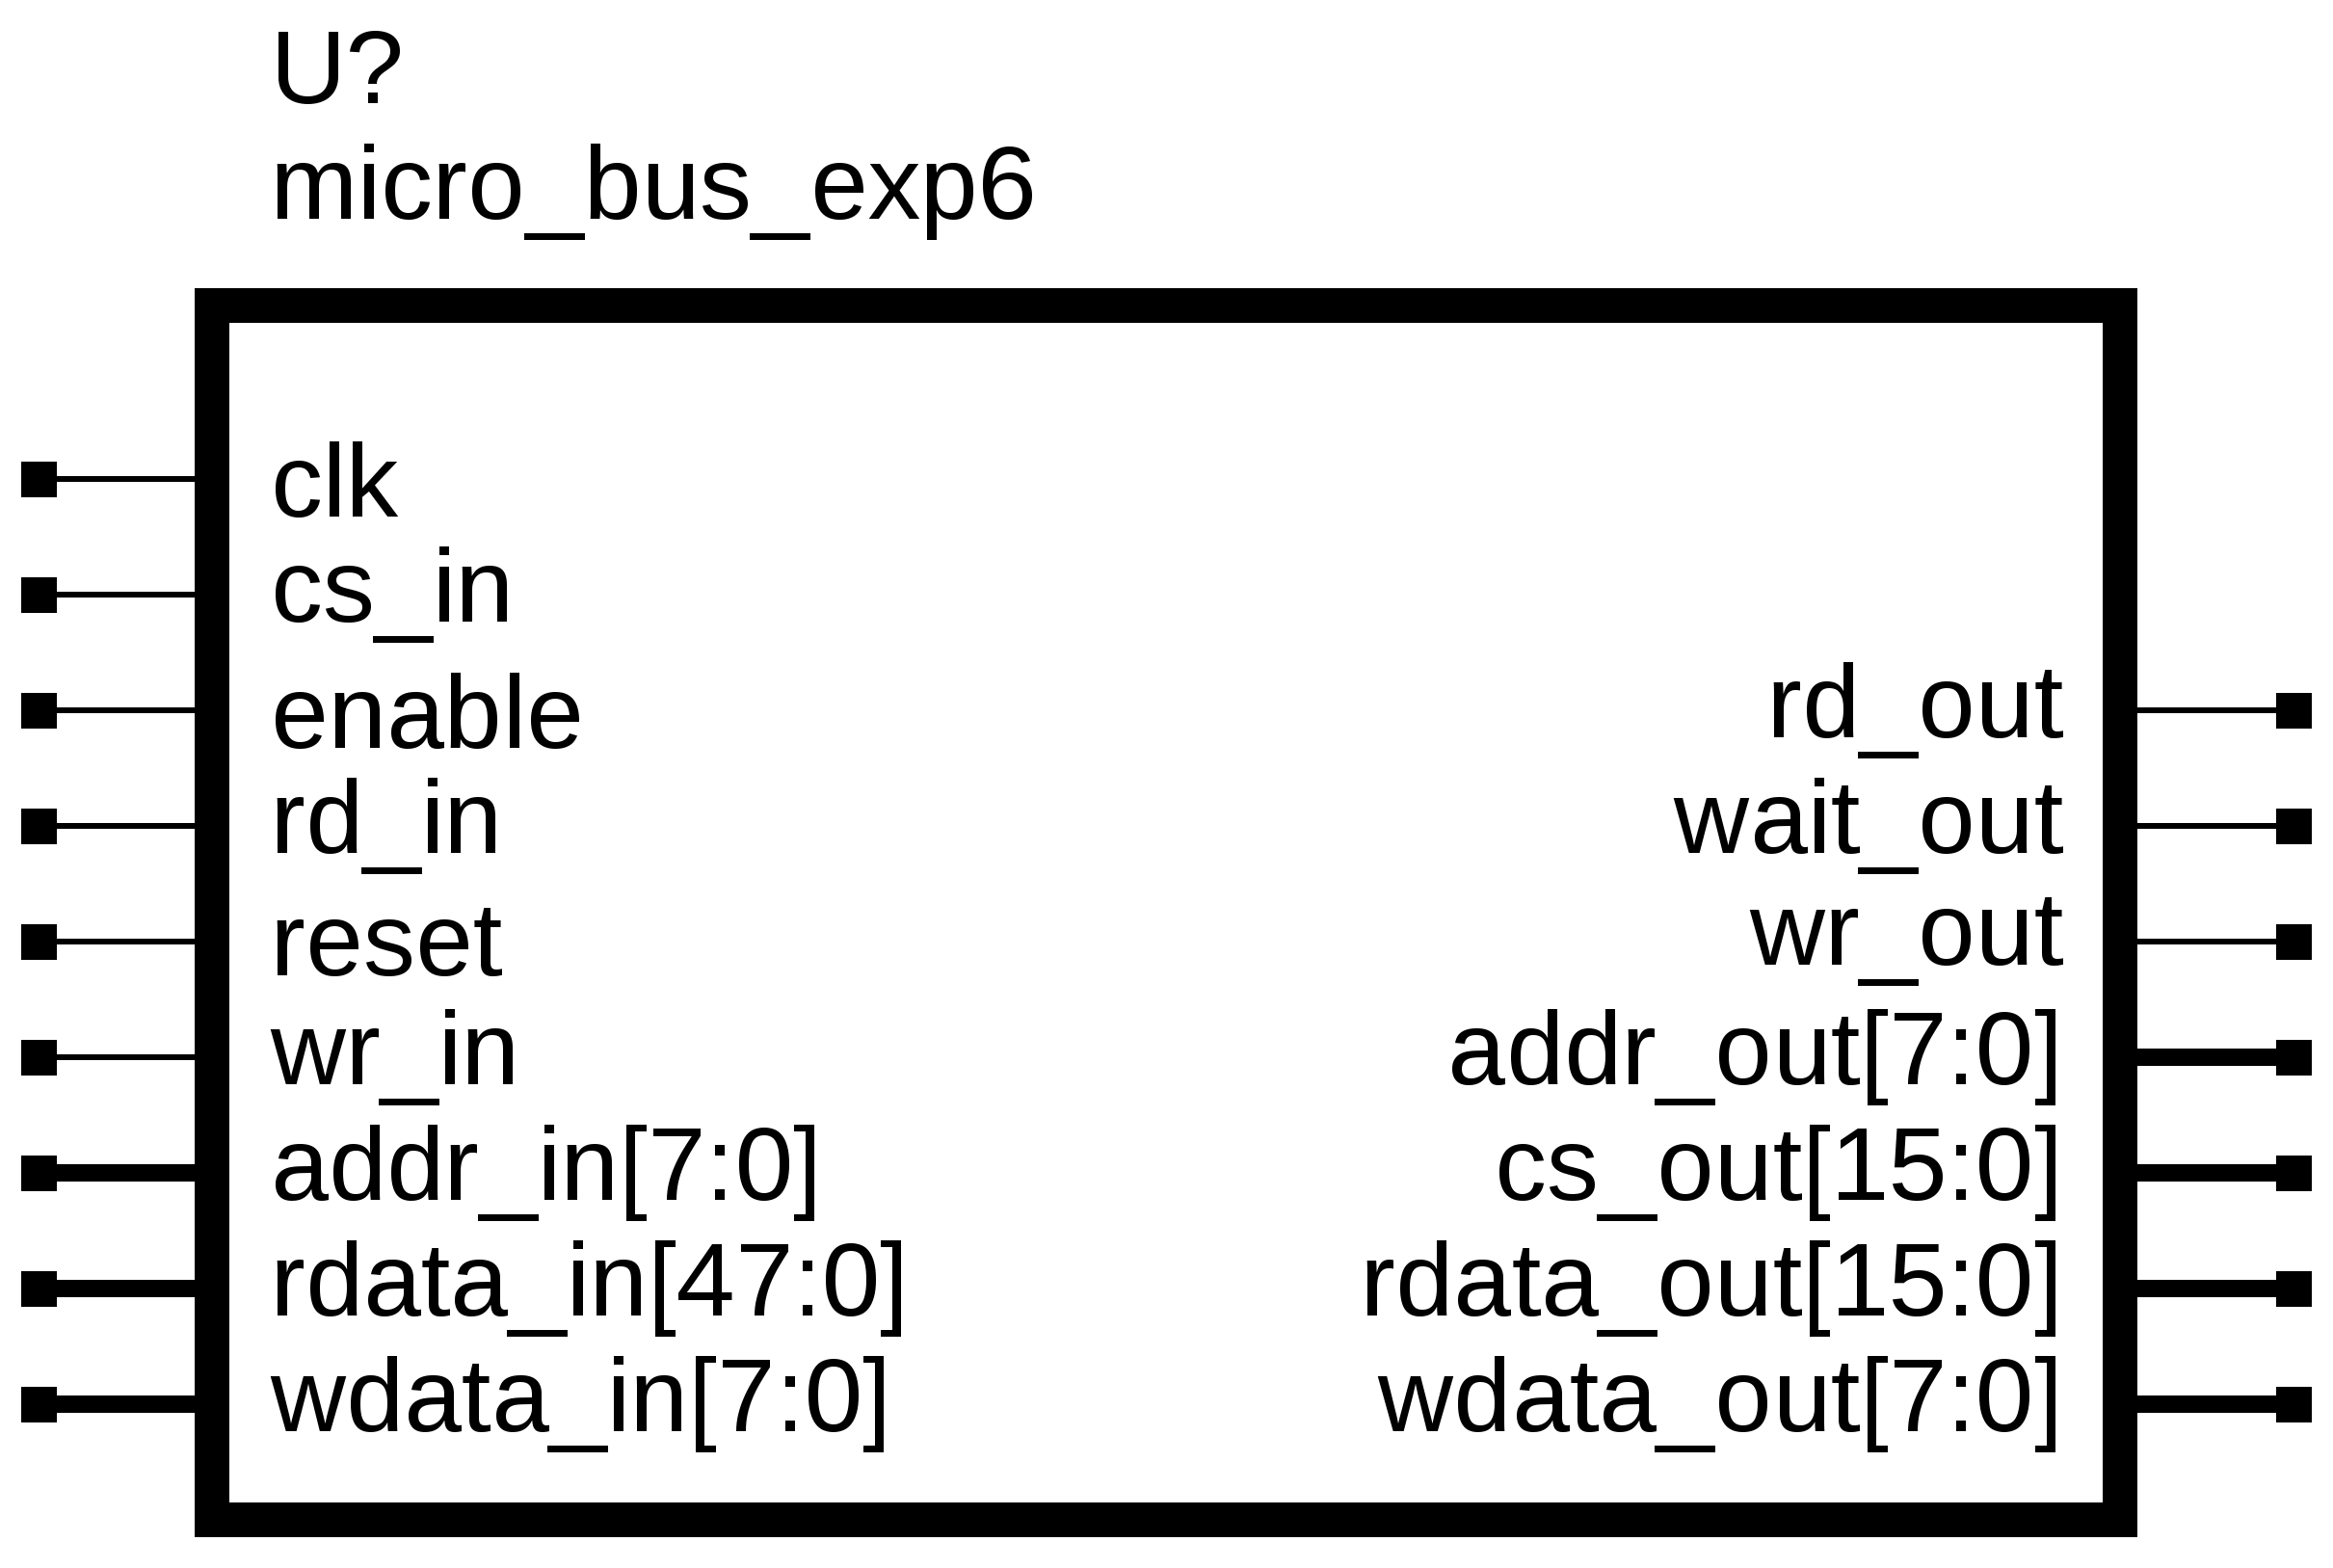 U?
micro_bus_exp6
clk
cs_in
enable
rd_in
reset
wr_in
addr_in[7:0]
rdata_in[47:0]
wdata_in[7:0]
rd_out
wait_out
wr_out
addr_out[7:0]
cs_out[15:0]
rdata_out[15:0]
wdata_out[7:0]